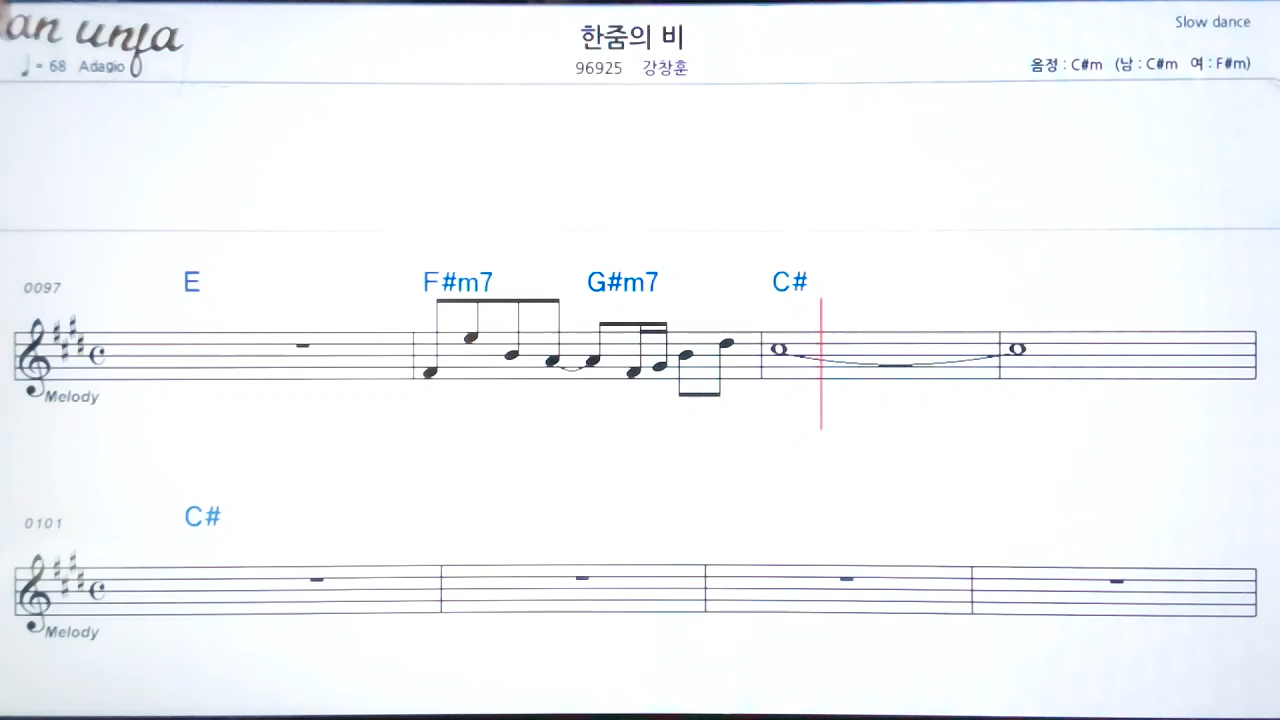 an unfa
Slow dance
한줌의 비
♩ = 68 Adagio
96925 강창훈
음정 : C#m (남 : C#m 여 : F#m)
0097
E F#m7 G#m7 C#
Melody
0101
C#
Melody